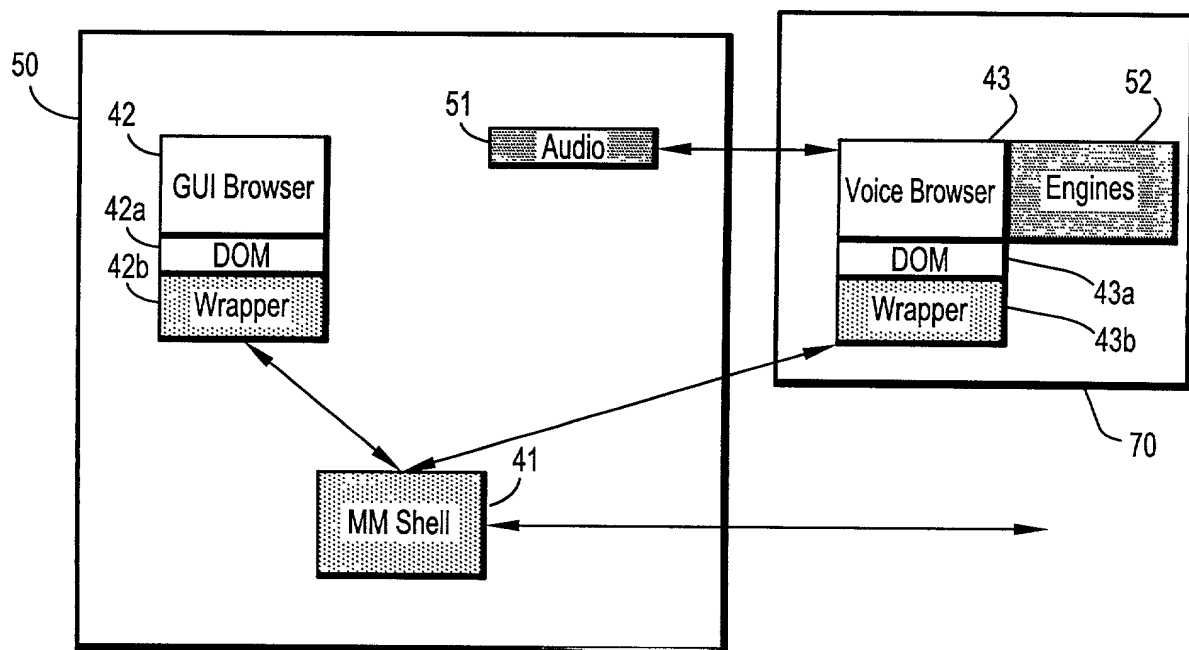 50
42
GUI Browser
42a
DOM
42b
Wrapper
51
Audio
43
52
Voice Browser
Engines
DOM
43a
Wrapper
43b
70
41
MM Shell